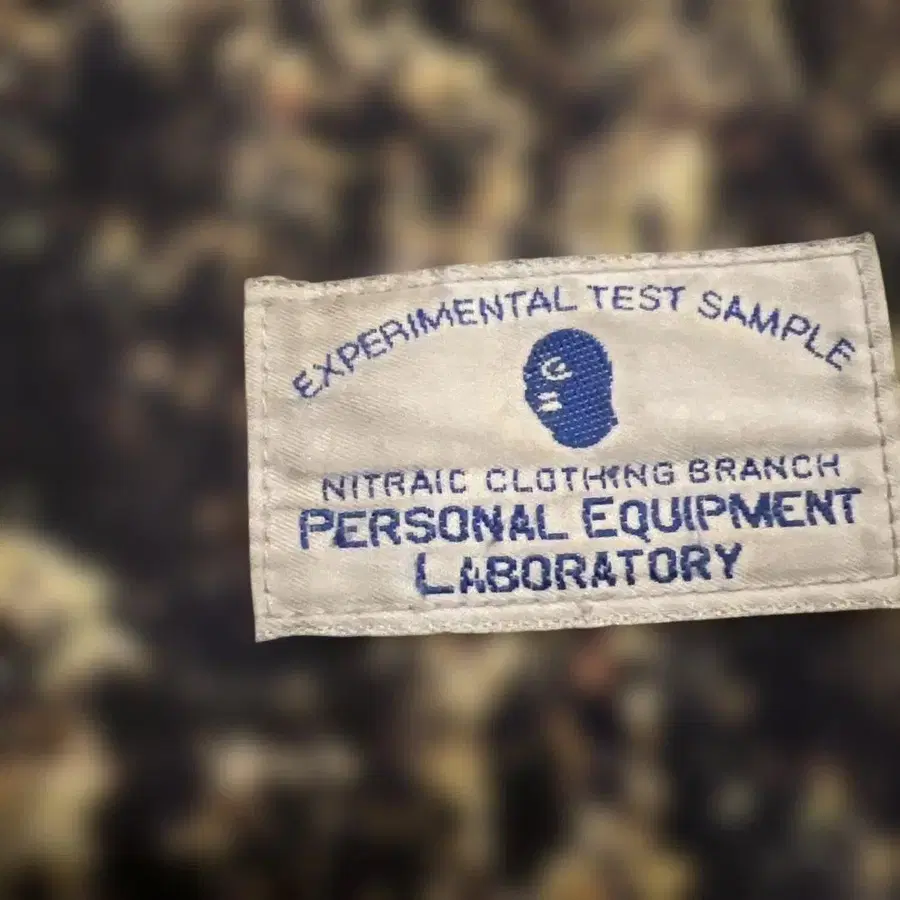 EXPERIMENTAL TEST SAMPLE
NITRAIC CLOTHING BRANCH
PERSONAL EQUIPMENT
LABORATORY